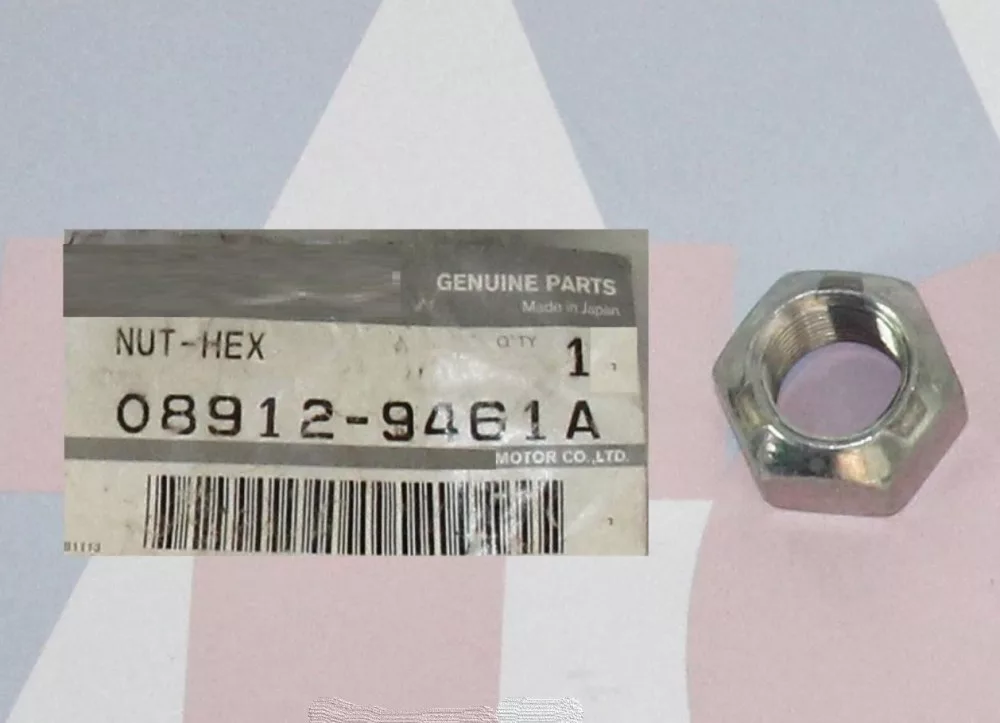 GENUINE PARTS
Made in Japan
NUT-HEX
Q'TY 1
08912-9461A
MOTOR CO.,LTD.